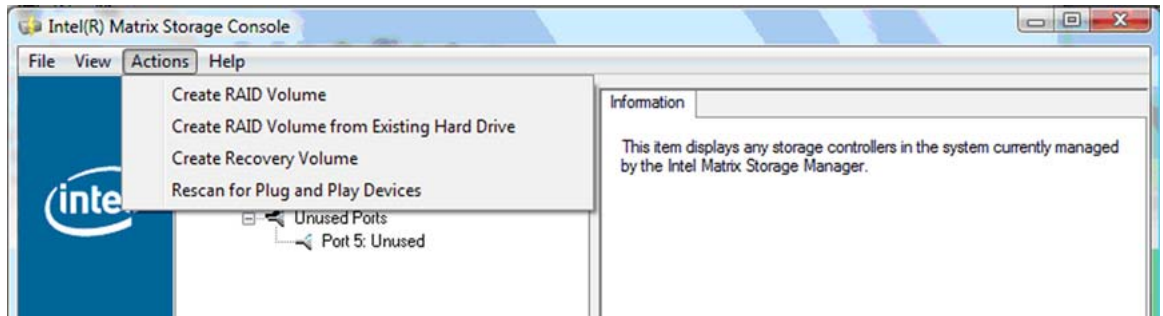 Intel(R) Matrix Storage Console
File View Actions Help
Create RAID Volume
Create RAID Volume from Existing Hard Drive
Create Recovery Volume
Rescan for Plug and Play Devices
Unused Ports
Port 5: Unused
Information
This item displays any storage controllers in the system currently managed
by the Intel Matrix Storage Manager.
inte